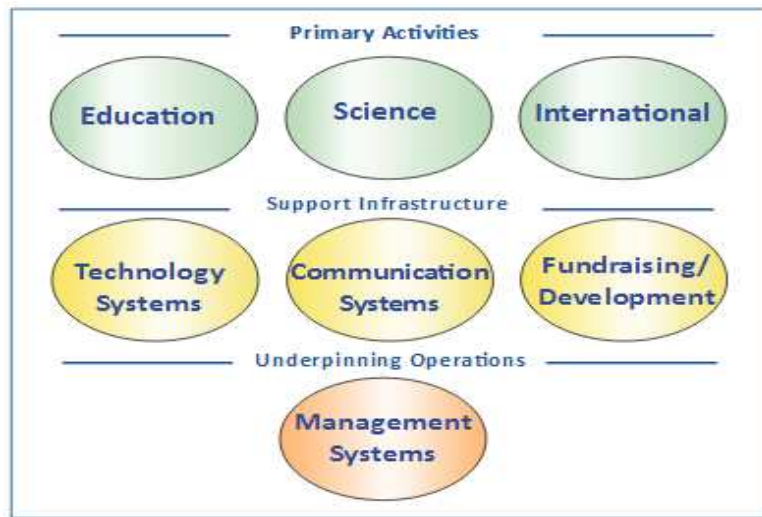 Primary Activities
Education
Science
International
Support Infrastructure
Technology
Systems
Communication
Systems
Fundraising/
Development
Underpinning Operations
Management
Systems